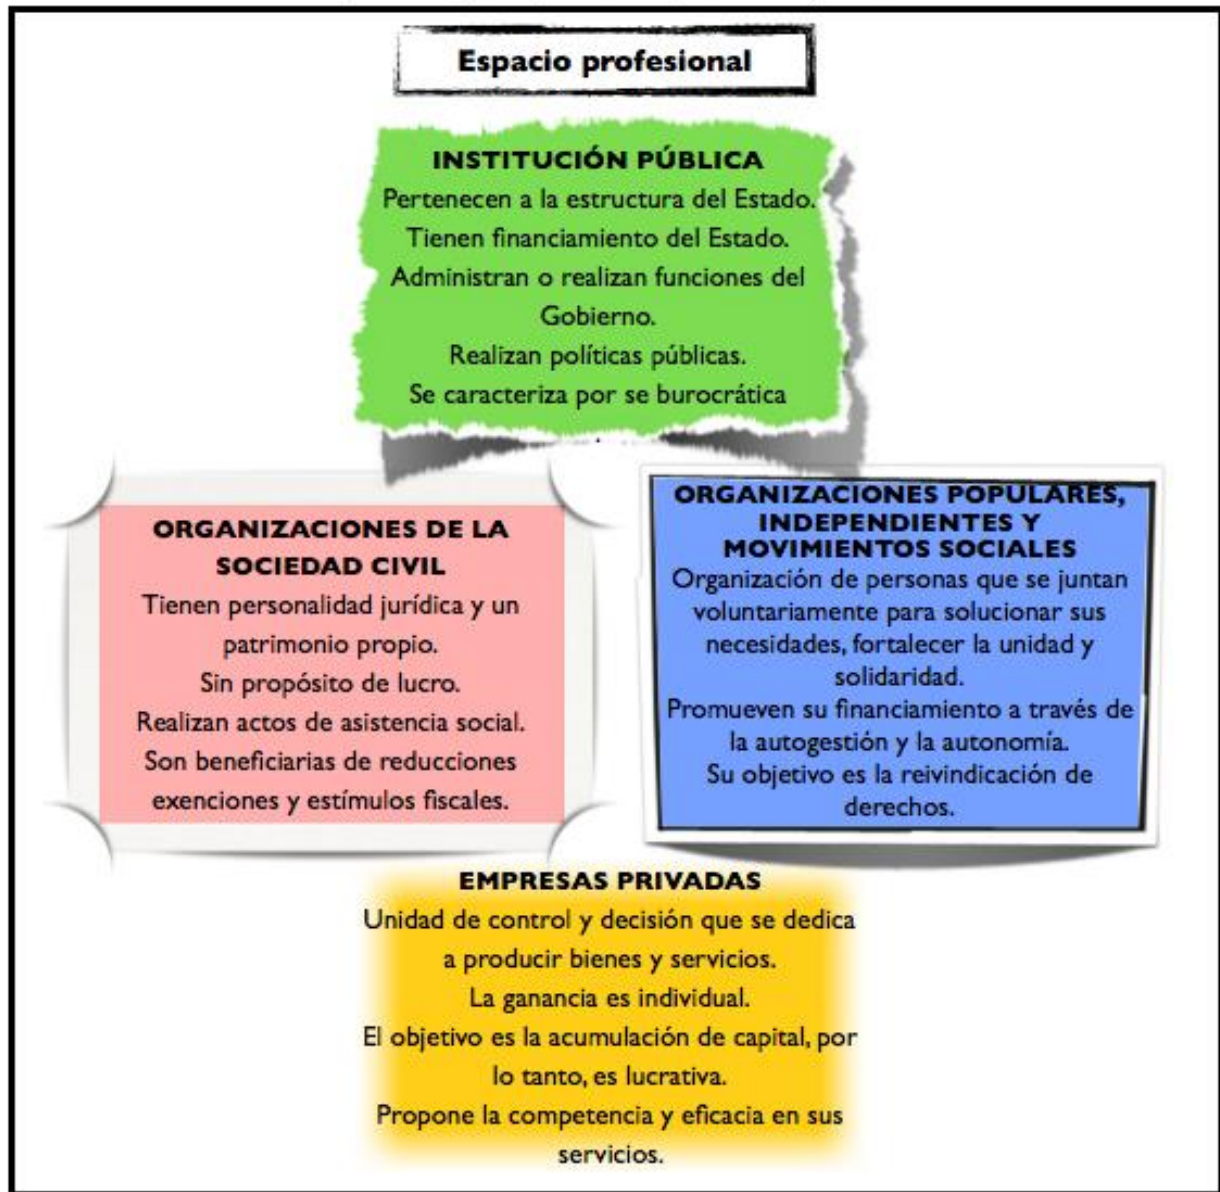 Espacio profesional
INSTITUCIÓN PÚBLICA
Pertenecen a la estructura del Estado.
Tienen financiamiento del Estado.
Administran o realizan funciones del
Gobierno.
Realizan políticas públicas.
Se caracteriza por se burocrática
ORGANIZACIONES DE LA
SOCIEDAD CIVIL
Tienen personalidad jurídica y un
patrimonio propio.
Sin propósito de lucro.
Realizan actos de asistencia social.
Son beneficiarias de reducciones
exenciones y estímulos fiscales.
ORGANIZACIONES POPULARES,
INDEPENDIENTES Y
MOVIMIENTOS SOCIALES
Organización de personas que se juntan
voluntariamente para solucionar sus
necesidades, fortalecer la unidad y
solidaridad.
Promueven su financiamiento a través de
la autogestión y la autonomía.
Su objetivo es la reivindicación de
derechos.
EMPRESAS PRIVADAS
Unidad de control y decisión que se dedica
a producir bienes y servicios.
La ganancia es individual.
El objetivo es la acumulación de capital, por
lo tanto, es lucrativa.
Propone la competencia y eficacia en sus
servicios.